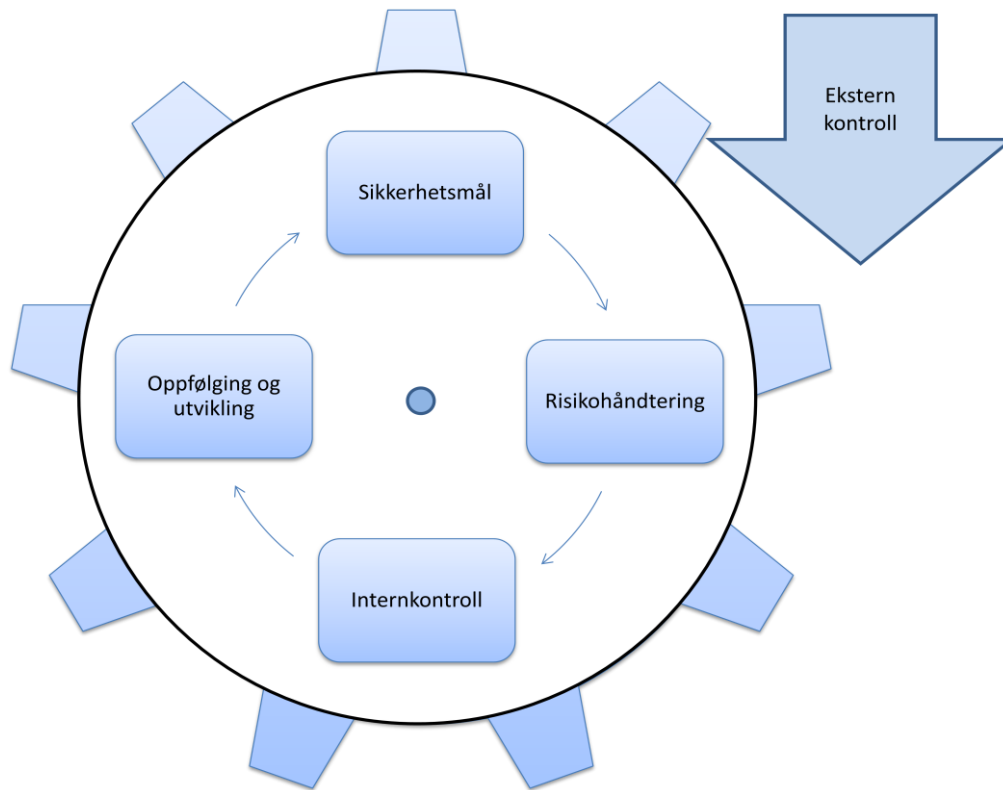 Ekstern
kontroll
Sikkerhetsmål
Oppfølging og
utvikling
Risikohåndtering
Internkontroll